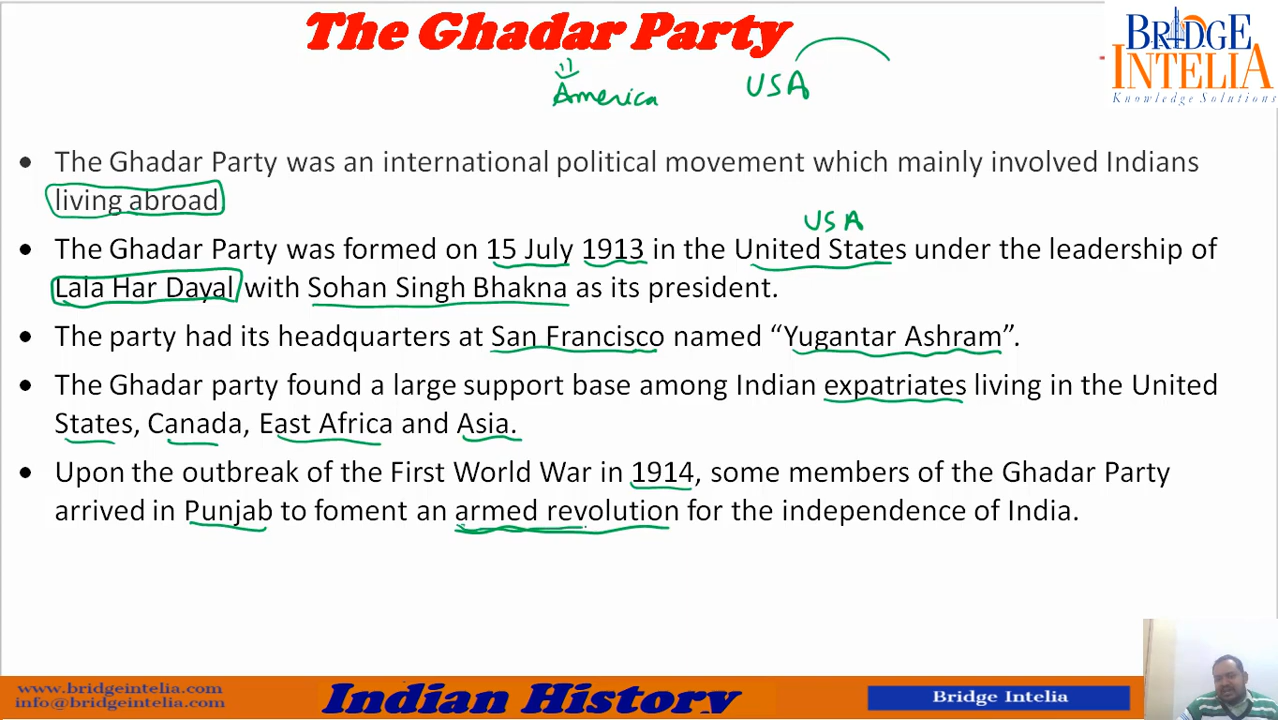 The Ghadar Party
BRIDGE
INTELIA
Knowledge Solutions
America
USA
• The Ghadar Party was an international political movement which mainly involved Indians
living abroad
USA
• The Ghadar Party was formed on 15 July 1913 in the United States under the leadership of
Lala Har Dayal with Sohan Singh Bhakna as its president.
• The party had its headquarters at San Francisco named “Yugantar Ashram”.
• The Ghadar party found a large support base among Indian expatriates living in the United
States, Canada, East Africa and Asia.
• Upon the outbreak of the First World War in 1914, some members of the Ghadar Party
arrived in Punjab to foment an armed revolution for the independence of India.
www.bridgeintelia.com
info@bridgeintelia.com
Indian History
Bridge Intelia